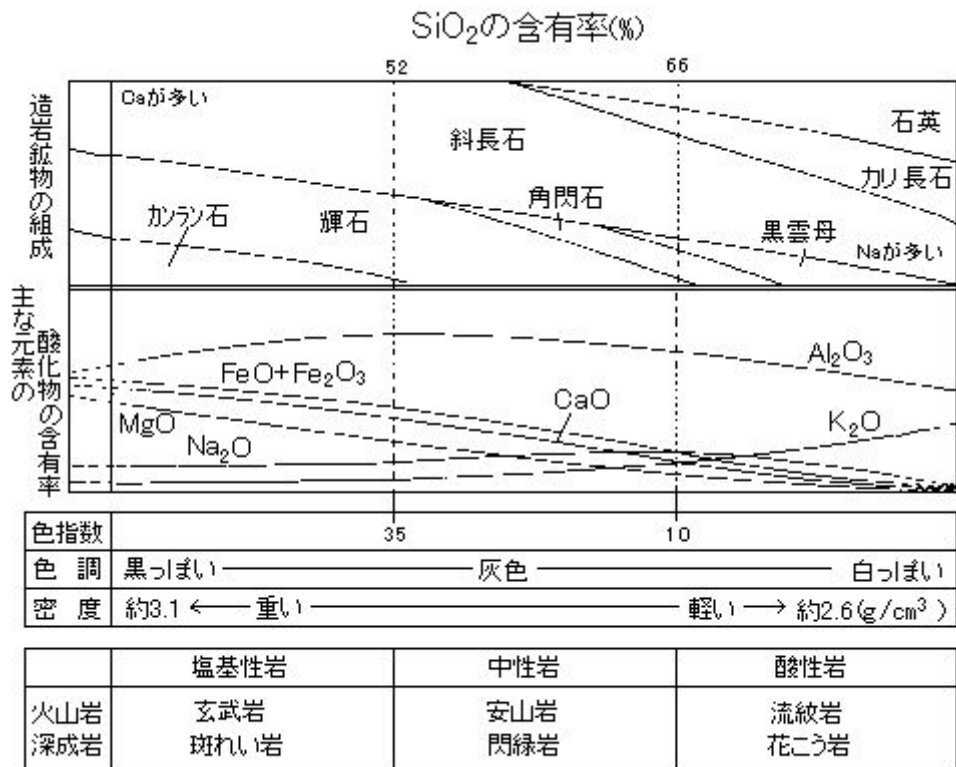 SiO₂の含有率(%)
52 66
造岩鉱物の組成
Caが多い
石英
斜長石
カリ長石
角閃石
カンラン石
輝石
黒雲母
Naが多い
主な元素の
酸化物の含有率
Al₂O₃
FeO+Fe₂O₃
CaO
MgO
K₂O
Na₂O
色指数 35 10
色調 黒っぽい 灰色 白っぽい
密度 約3.1 ← 重い 軽い → 約2.6(g/cm³)
塩基性岩 中性岩 酸性岩
火山岩 玄武岩 安山岩 流紋岩
深成岩 斑れい岩 閃緑岩 花こう岩